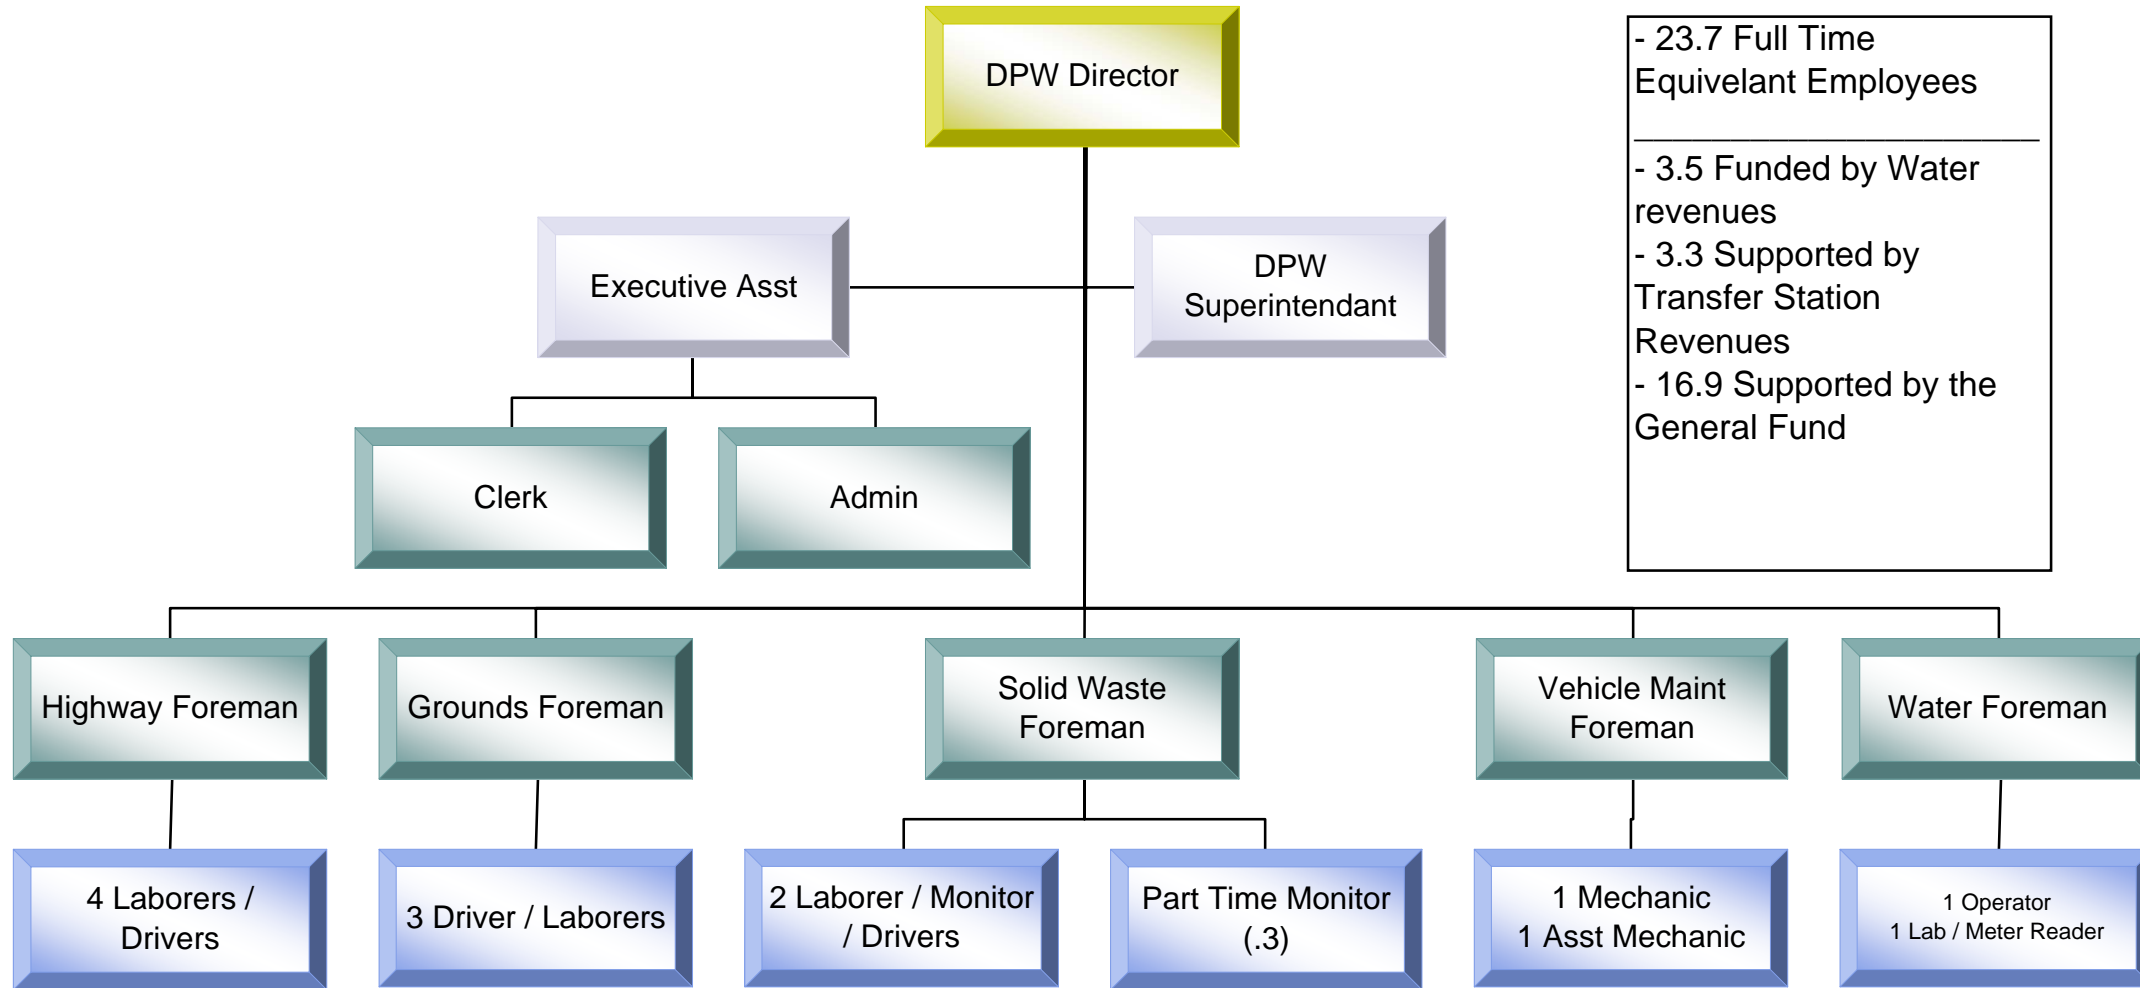 DPW Director
- 23.7 Full Time
Equivelant Employees
- 3.5 Funded by Water
revenues
- 3.3 Supported by
Transfer Station
Revenues
- 16.9 Supported by the
General Fund
Executive Asst
DPW
Superintendant
Clerk
Admin
Highway Foreman
Grounds Foreman
Solid Waste
Foreman
Vehicle Maint
Foreman
Water Foreman
4 Laborers /
Drivers
3 Driver / Laborers
2 Laborer / Monitor
/ Drivers
Part Time Monitor
(.3)
1 Mechanic
1 Asst Mechanic
1 Operator
1 Lab / Meter Reader